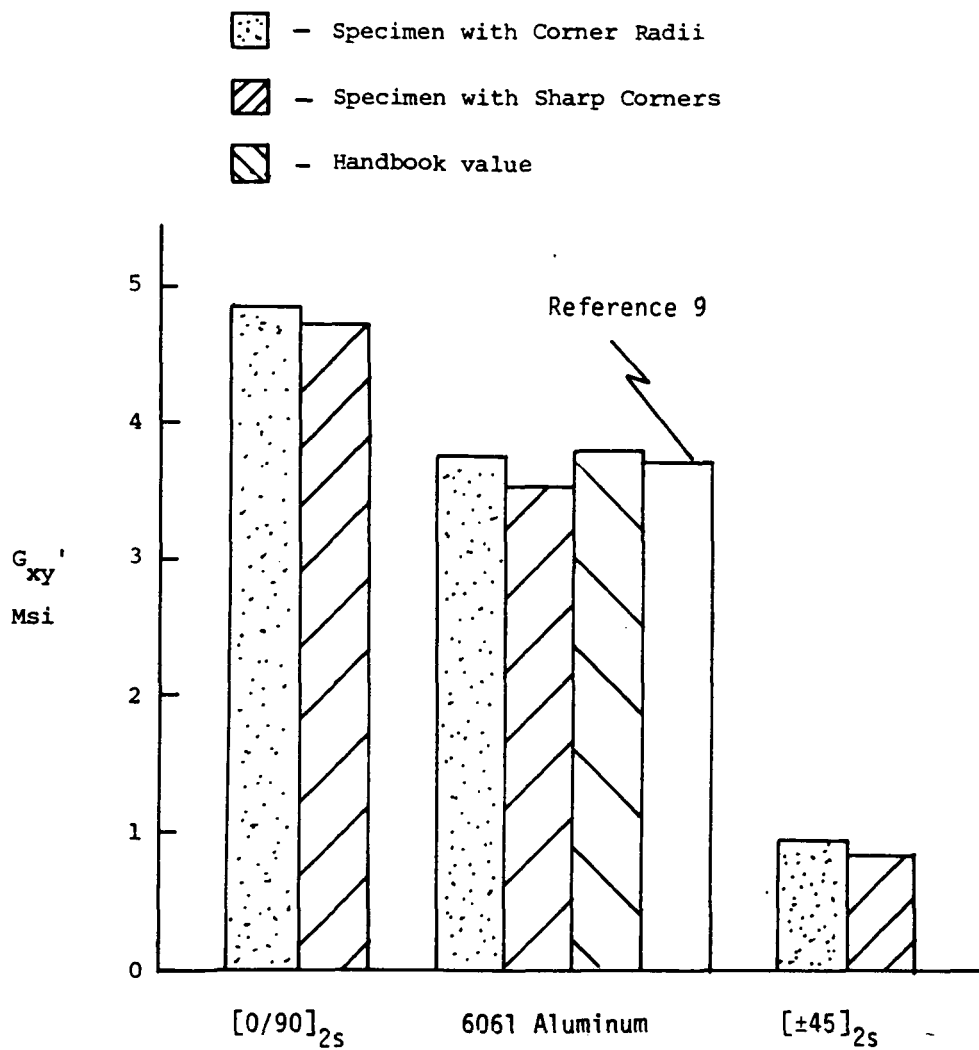 – Specimen with Corner Radii
– Specimen with Sharp Corners
– Handbook value
5
Reference 9
4
3
G_xy'
Msi
2
1
0
[0/90]_2s
6061 Aluminum
[±45]_2s